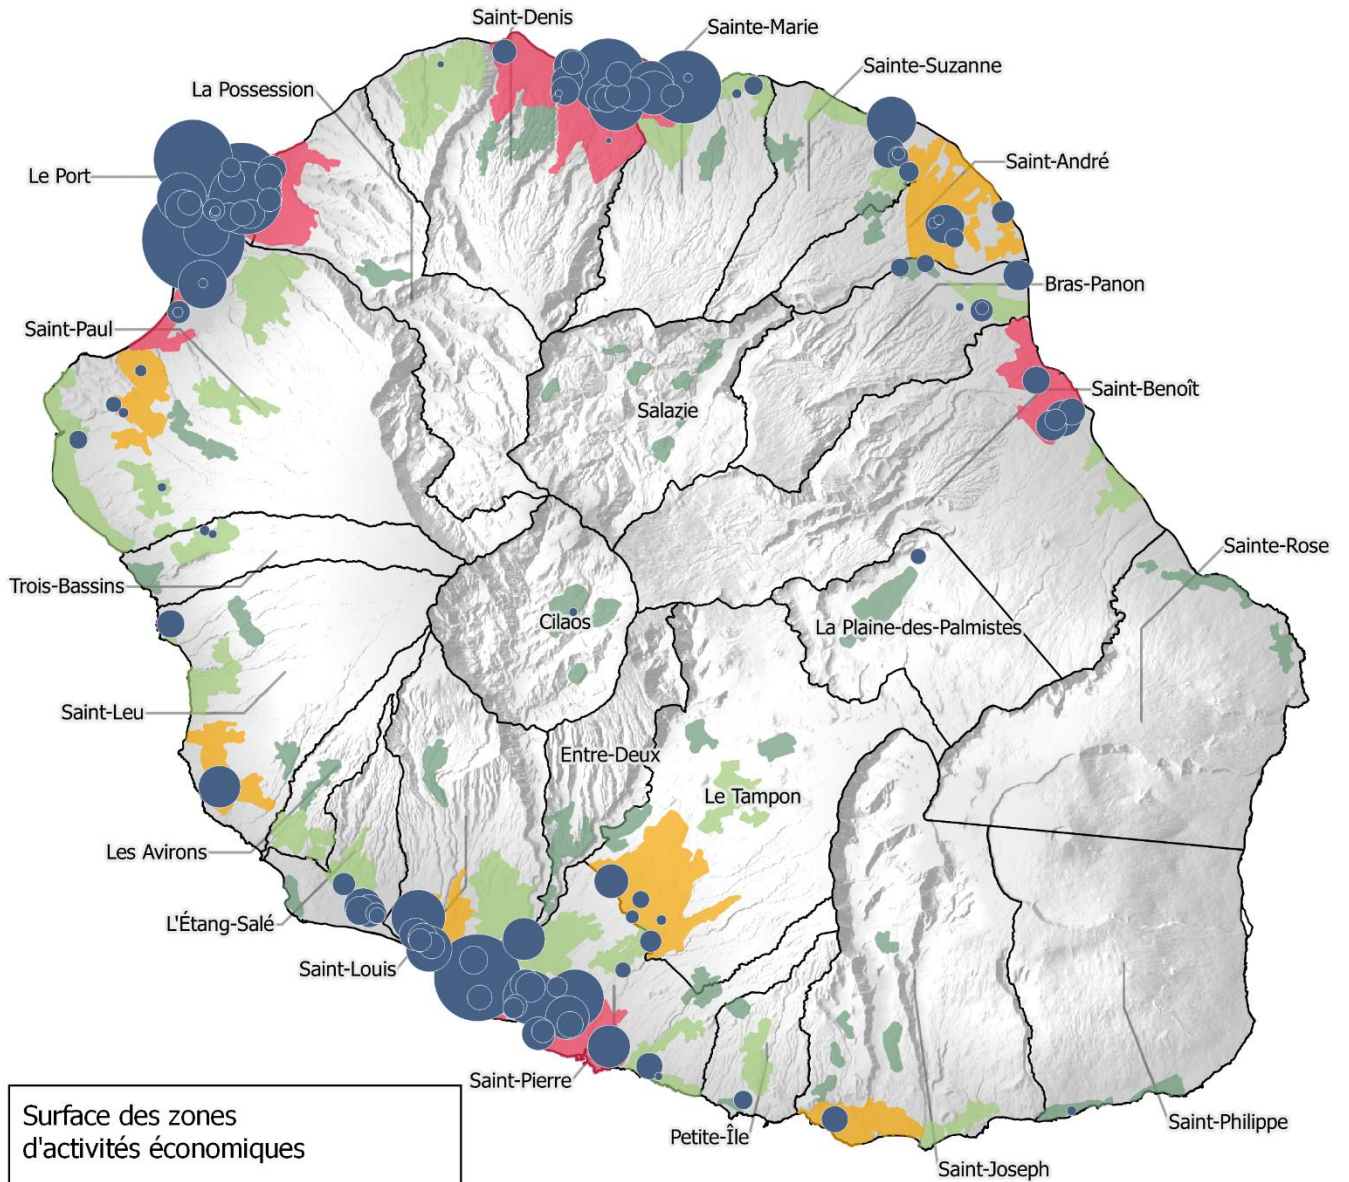 Saint-Denis
Sainte-Marie
Sainte-Suzanne
La Possession
Saint-André
Le Port
Bras-Panon
Saint-Paul
Saint-Benoît
Salazie
Sainte-Rose
Trois-Bassins
Cilaos
La Plaine-des-Palmistes
Saint-Leu
Entre-Deux
Le Tampon
Les Avirons
L'Étang-Salé
Saint-Louis
Saint-Pierre
Petite-Île
Saint-Philippe
Saint-Joseph
Surface des zones
d'activités économiques